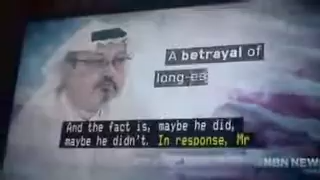 A betrayal of
long-es
And the fact is, maybe he did,
maybe he didn't. In response, Mr
NBN NEWS